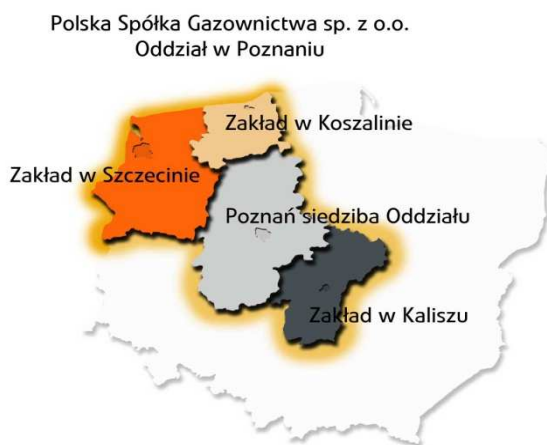 Polska Spółka Gazownictwa sp. z o.o.
Oddział w Poznaniu
Zakład w Koszalinie
Zakład w Szczecinie
Poznań siedziba Oddziału
Zakład w Kaliszu